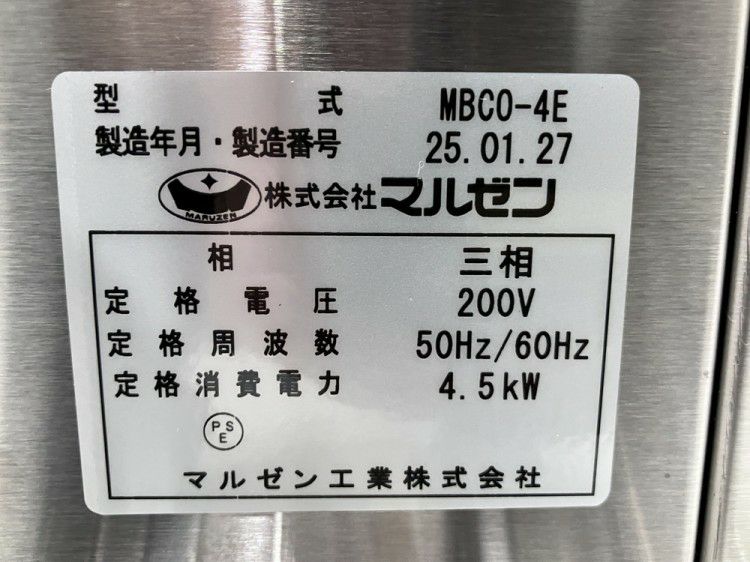 型式 MBCO-4E
製造年月・製造番号 25.01.27
MARUZEN 株式会社マルゼン
相 三相
定格電圧 200V
定格周波数 50Hz/60Hz
定格消費電力 4.5kW
PSE
マルゼン工業株式会社